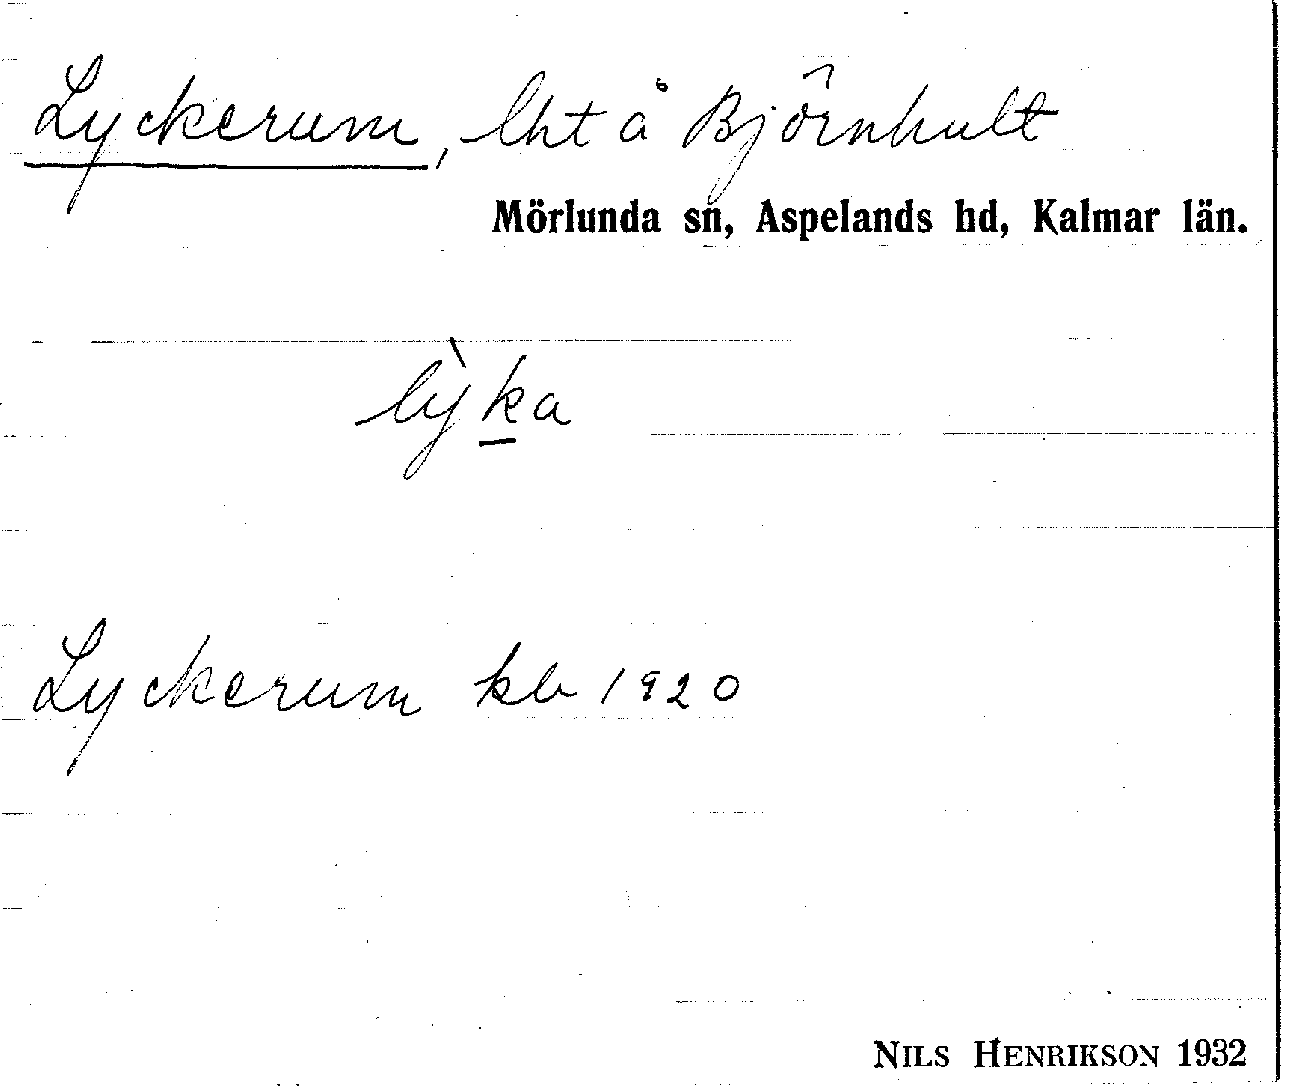 Lyckerum, lht å Björnhult
Mörlunda sn, Aspelands hd, Kalmar län.
lỳka
Lyckerum kb 1920
NILS HENRIKSON 1932